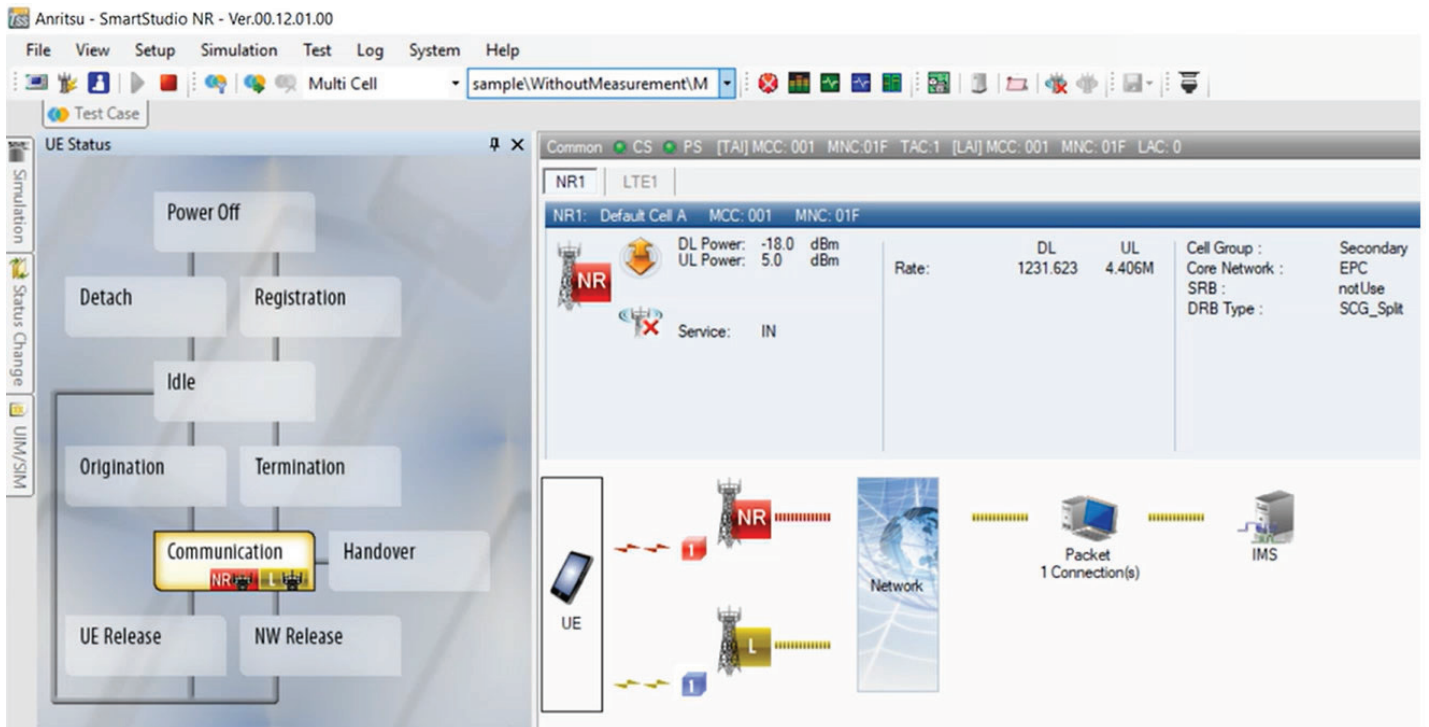 TSS Anritsu - SmartStudio NR - Ver.00.12.01.00
File View Setup Simulation Test Log System Help
Multi Cell sample\WithoutMeasurement\M
Test Case
UE Status
Common CS PS [TAI] MCC: 001 MNC:01F TAC:1 [LAI] MCC: 001 MNC: 01F LAC: 0
Simulation
Status Change
UIM/SIM
Power Off
Detach Registration
Idle
Origination Termination
Communication Handover
NR L
UE Release NW Release
NR1 LTE1
NR1: Default Cell A MCC: 001 MNC: 01F
NR
DL Power: -18.0 dBm
UL Power: 5.0 dBm
Service: IN
DL UL
Rate: 1231.623 4.406M
Cell Group : Secondary
Core Network : EPC
SRB : notUse
DRB Type : SCG_Split
UE
1 NR
1 L
Network
Packet
1 Connection(s)
IMS